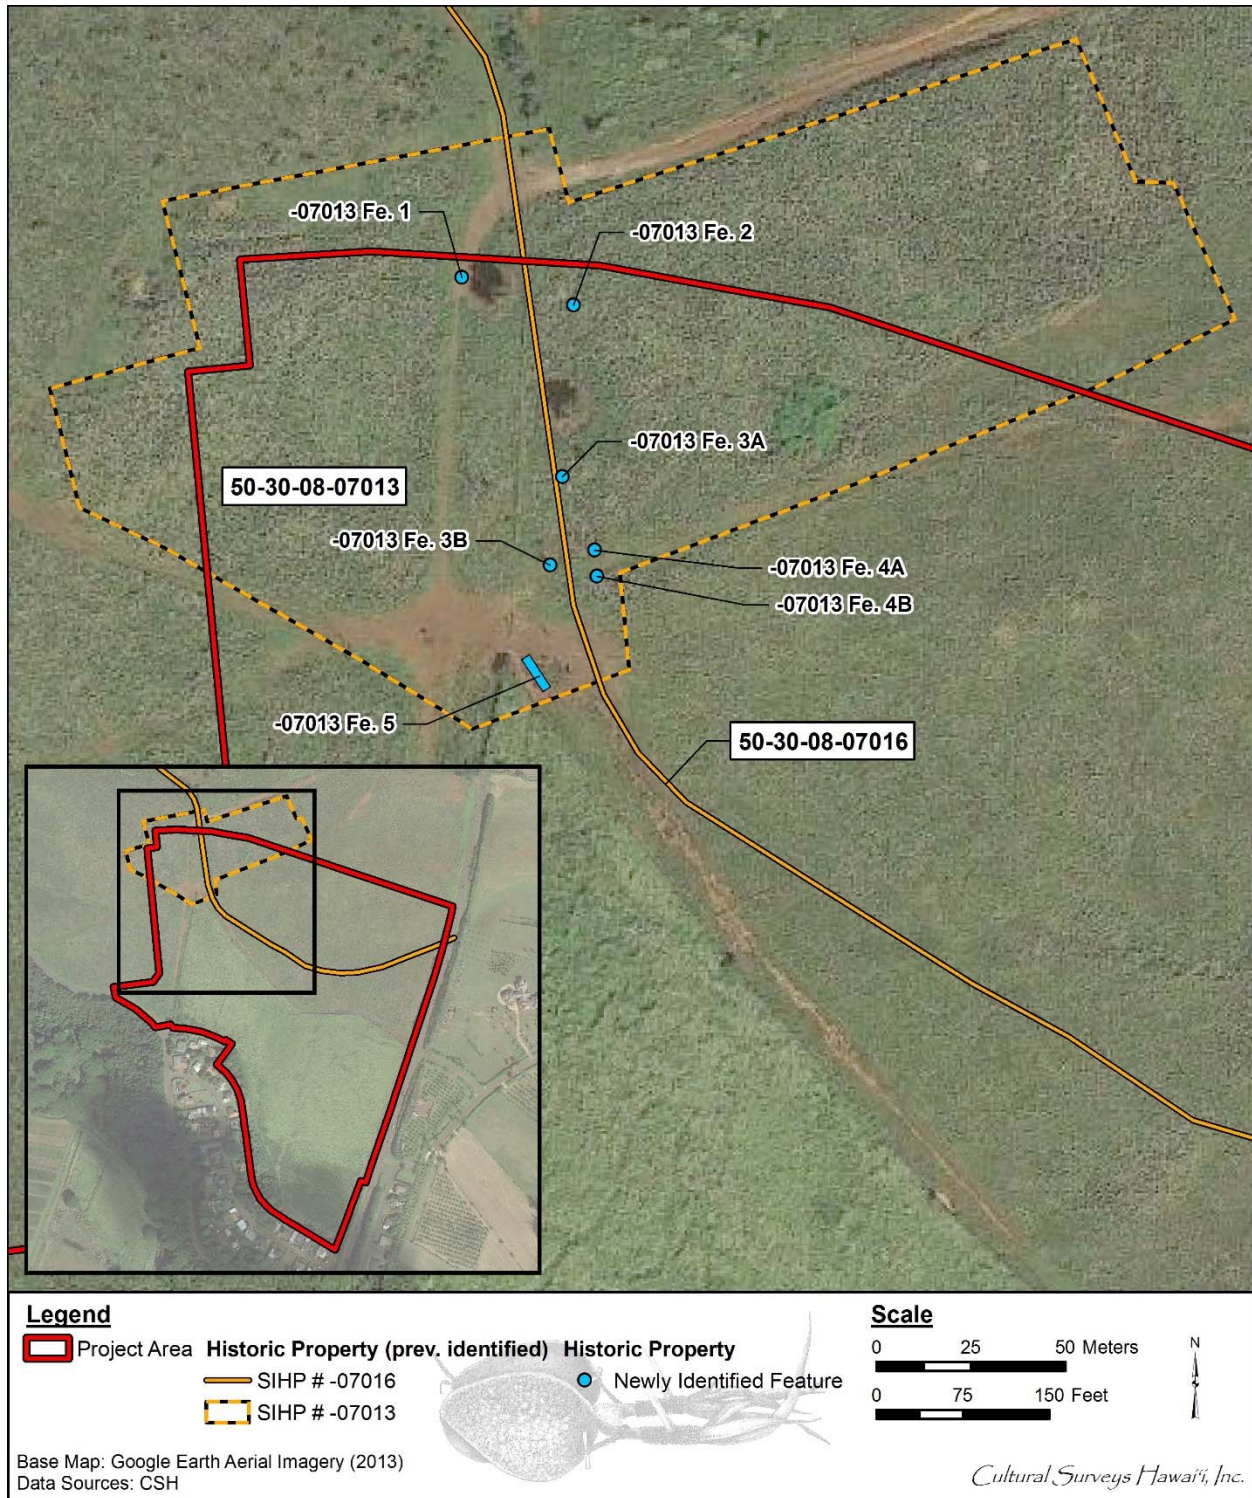 -07013 Fe. 1
-07013 Fe. 2
-07013 Fe. 3A
50-30-08-07013
-07013 Fe. 3B
-07013 Fe. 4A
-07013 Fe. 4B
-07013 Fe. 5
50-30-08-07016
Legend
Project Area
Historic Property (prev. identified)
SIHP # -07016
SIHP # -07013
Historic Property
Newly Identified Feature
Scale
0 25 50 Meters
0 75 150 Feet
N
Base Map: Google Earth Aerial Imagery (2013)
Data Sources: CSH
Cultural Surveys Hawai‘i, Inc.